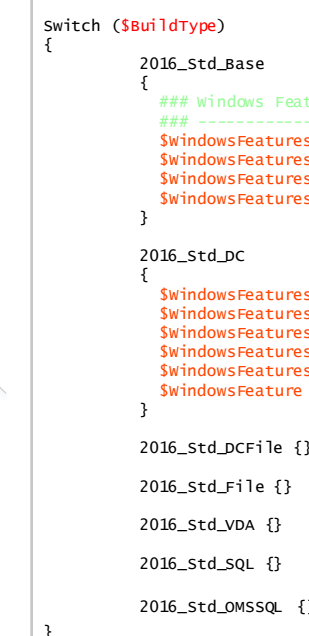 Switch ($BuildType)
{
2016_Std_Base
{
### Windows Feat
### ------------
$WindowsFeatures
$WindowsFeatures
$WindowsFeatures
$WindowsFeatures
}
2016_Std_DC
{
$WindowsFeatures
$WindowsFeatures
$WindowsFeatures
$WindowsFeatures
$WindowsFeatures
$WindowsFeature
}
2016_Std_DCFile {}
2016_Std_File {}
2016_Std_VDA {}
2016_Std_SQL {}
2016_Std_OMSSQL {}
}